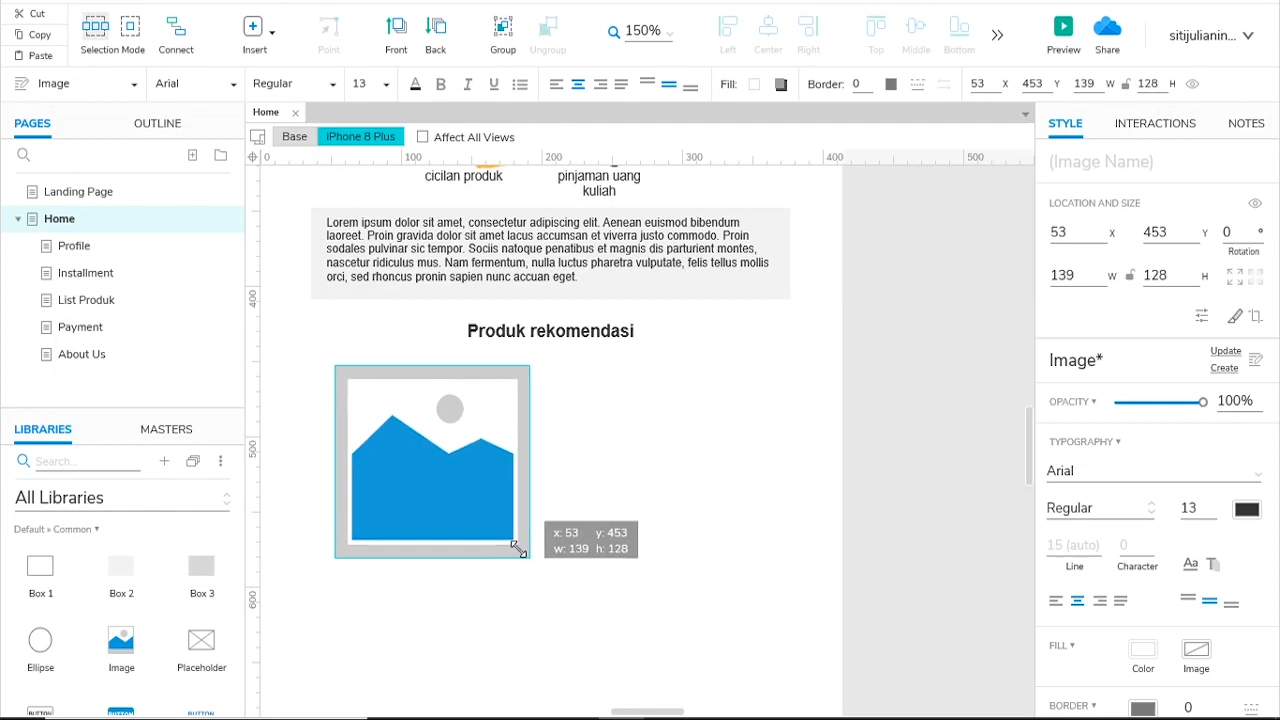 Cut
Copy
Paste
Selection Mode
Connect
Insert
Point
Front
Back
Group
Ungroup
150%
Left
Center
Right
Top
Middle
Bottom
Preview
Share
sitijulianin...
Image
Arial
Regular
13
Fill:
Border:
0
53 X
453 Y
139 W
128 H
PAGES
OUTLINE
Landing Page
Home
Profile
Installment
List Produk
Payment
About Us
LIBRARIES
MASTERS
Search...
All Libraries
Default » Common
Box 1
Box 2
Box 3
Ellipse
Image
Placeholder
BUTTON
BUTTON
BUTTON
Home
Base
iPhone 8 Plus
Affect All Views
0
100
200
300
400
500
400
500
600
cicilan produk
pinjaman uang
kuliah
Lorem ipsum dolor sit amet, consectetur adipiscing elit. Aenean euismod bibendum
laoreet. Proin gravida dolor sit amet lacus accumsan et viverra justo commodo. Proin
sodales pulvinar sic tempor. Sociis natoque penatibus et magnis dis parturient montes,
nascetur ridiculus mus. Nam fermentum, nulla luctus pharetra vulputate, felis tellus mollis
orci, sed rhoncus pronin sapien nunc accuan eget.
Produk rekomendasi
x: 53 y: 453
w: 139 h: 128
STYLE
INTERACTIONS
NOTES
(Image Name)
LOCATION AND SIZE
53 X
453 Y
0 °
Rotation
139 W
128 H
Image*
Update
Create
OPACITY
100%
TYPOGRAPHY
Arial
Regular
13
15 (auto)
0
Line
Character
Aa
FILL
Color
Image
BORDER
0